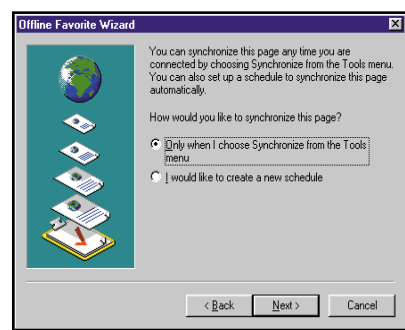 Offline Favorite Wizard
You can synchronize this page any time you are
connected by choosing Synchronize from the Tools menu.
You can also set up a schedule to synchronize this page
automatically.
How would you like to synchronize this page?
Only when I choose Synchronize from the Tools
menu
I would like to create a new schedule
< Back
Next >
Cancel